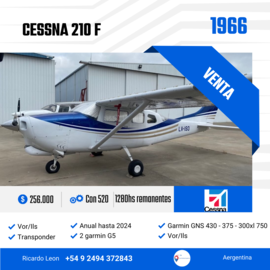 CESSNA 210 F
1966
VENTA
$ 256.000
Con 520
1280hs remanentes
Cessna
Vor/Ils
Anual hasta 2024
Garmin GNS 430 - 375 - 300xl 750
Transponder
2 garmin G5
Vor/Ils
Ricardo Leon
+54 9 2494 372843
Aergentina